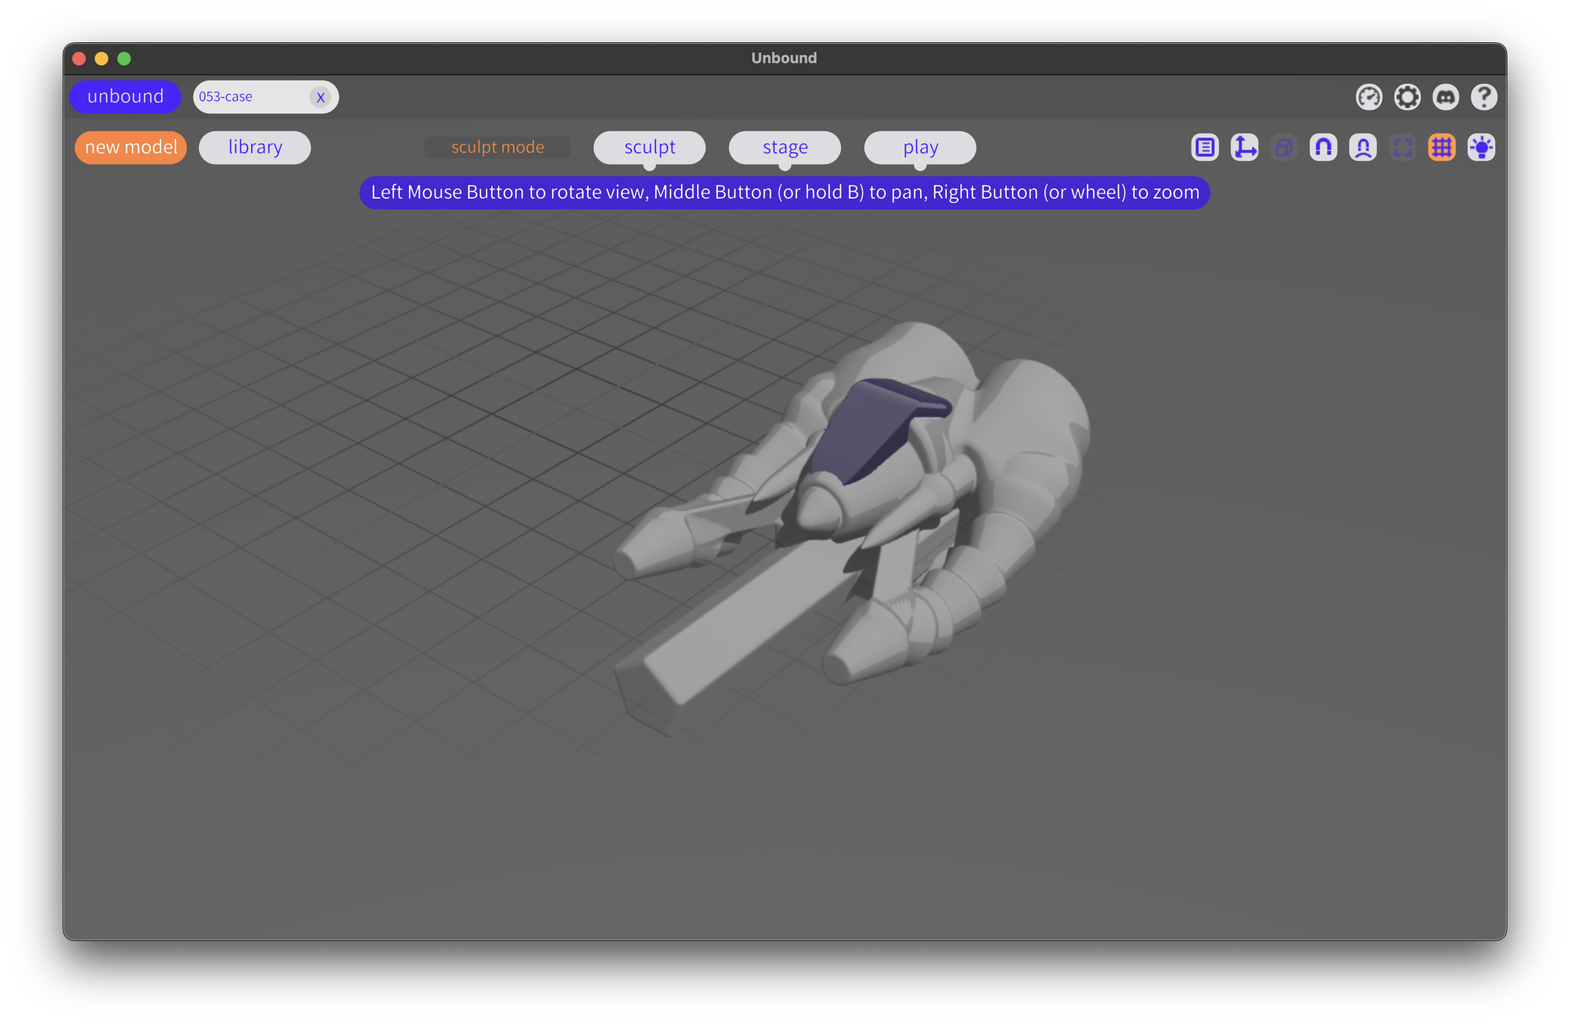 Unbound
unbound
053-case X
new model
library
sculpt mode
sculpt
stage
play
Left Mouse Button to rotate view, Middle Button (or hold B) to pan, Right Button (or wheel) to zoom